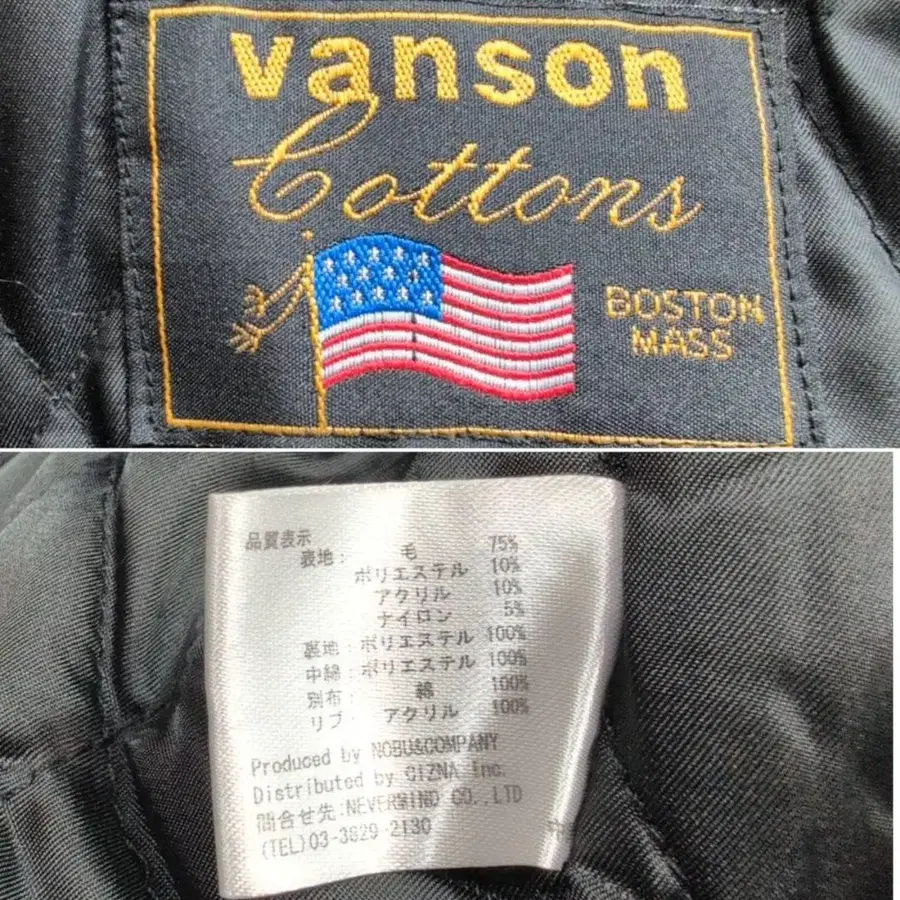 vanson
Cottons
BOSTON
MASS
品質表示
表地: 毛 75%
ポリエステル 10%
アクリル 10%
ナイロン 5%
裏地:ポリエステル 100%
中綿:ポリエステル 100%
別布: 綿 100%
リブ: アクリル 100%
Produced by NOBU&COMPANY
Distributed by GIZNA Inc.
問合せ先:NEVERMIND CO.,LTD
(TEL)03-3829-2130